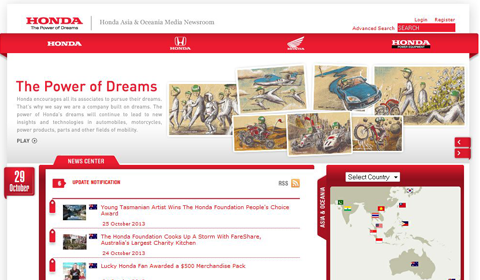 HONDA
The Power of Dreams
Honda Asia & Oceania Media Newsroom
Login Register
Advanced Search SEARCH
HONDA
HONDA
HONDA
POWER EQUIPMENT
The Power of Dreams
Honda encourages all its associates to pursue their dreams.
That's why we say we are a company built on dreams. The
power of Honda's dreams will continue to lead to new
insights and technologies in automobiles, motorcycles,
power products, parts and other fields of mobility.
PLAY
NEWS CENTER
29
October
6 UPDATE NOTIFICATION
RSS
Young Tasmanian Artist Wins The Honda Foundation People's Choice
Award
25 October 2013
The Honda Foundation Cooks Up A Storm With FareShare,
Australia's Largest Charity Kitchen
24 October 2013
Lucky Honda Fan Awarded a $500 Merchandise Pack
Select Country
ASIA & OCEANIA